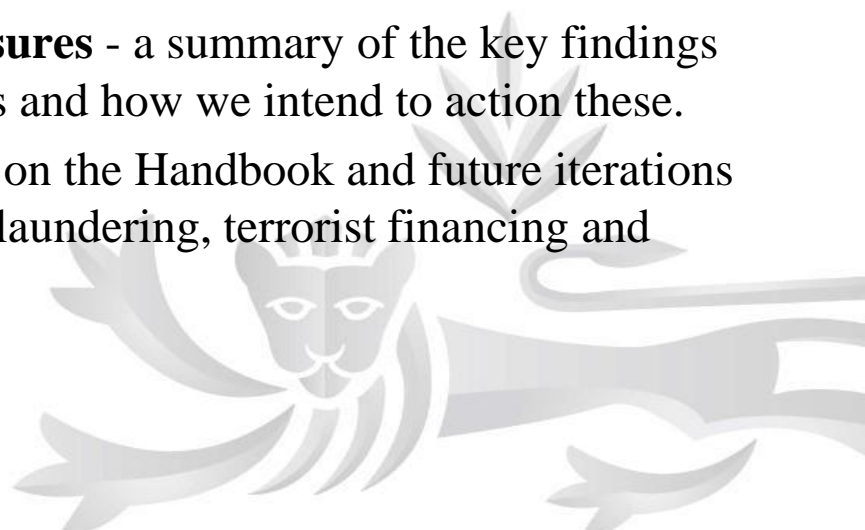 sures - a summary of the key findings
s and how we intend to action these.
on the Handbook and future iterations
laundering, terrorist financing and